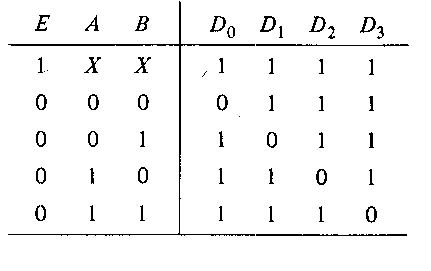 E A B D₀ D₁ D₂ D₃
1 X X 1 1 1 1
0 0 0 0 1 1 1
0 0 1 1 0 1 1
0 1 0 1 1 0 1
0 1 1 1 1 1 0